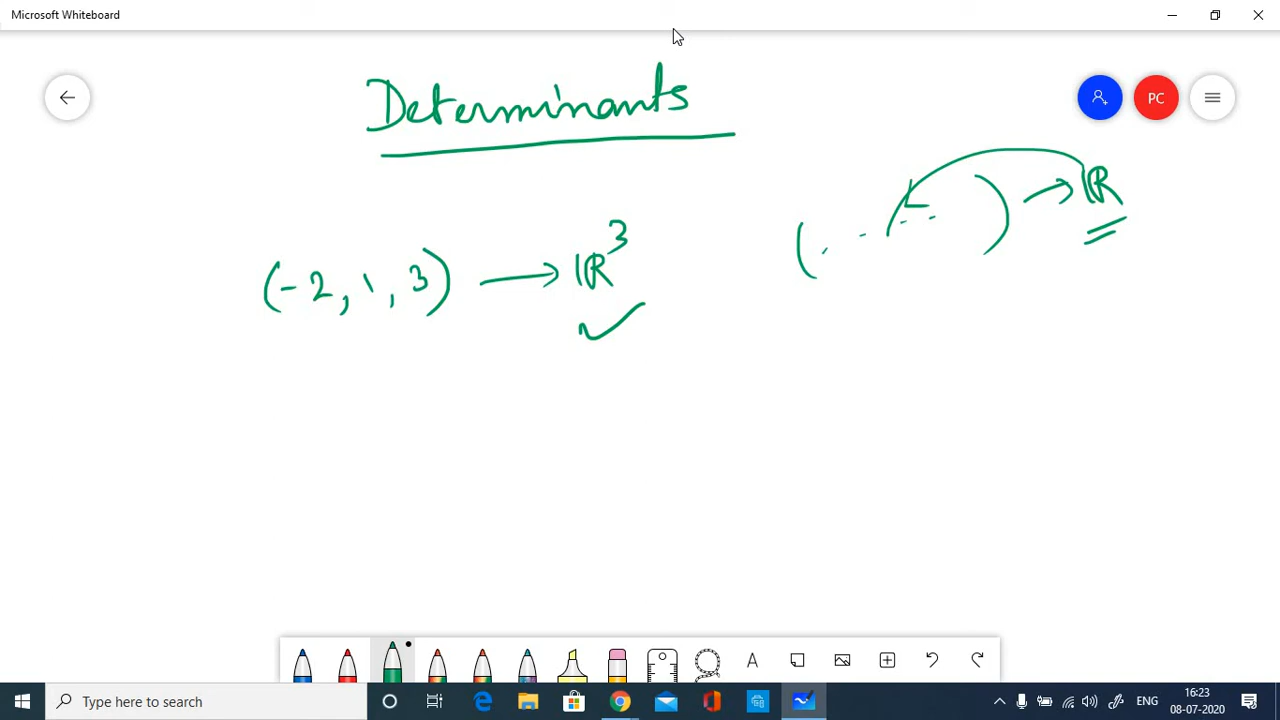 Microsoft Whiteboard
Determinants
PC
(-2, 1, 3) → ℝ³
( . . . . ) → ℝ
A
Type here to search
ENG
16:23
08-07-2020